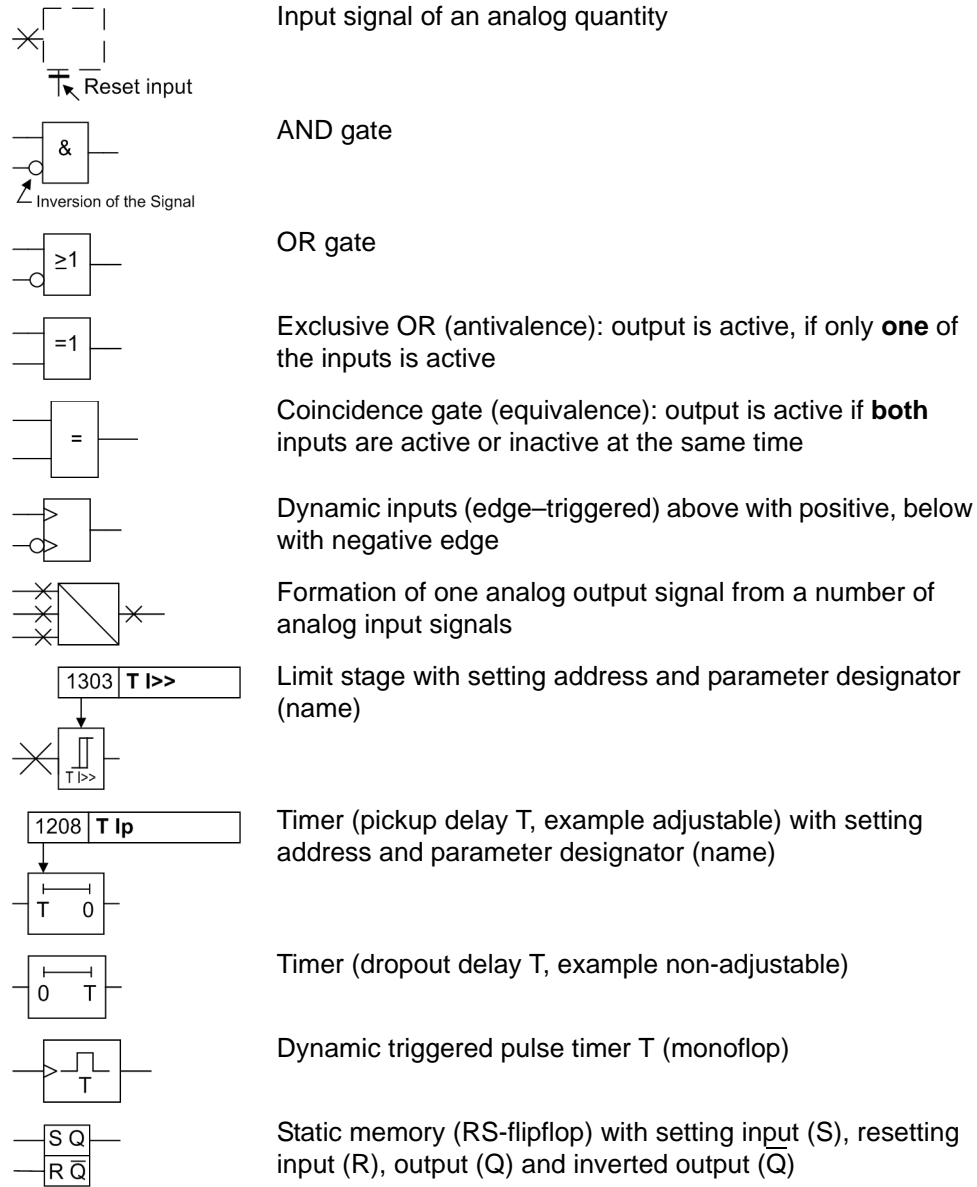 Input signal of an analog quantity
Reset input
AND gate
&
Inversion of the Signal
OR gate
≥1
Exclusive OR (antivalence): output is active, if only one of
the inputs is active
=1
Coincidence gate (equivalence): output is active if both
inputs are active or inactive at the same time
=
Dynamic inputs (edge–triggered) above with positive, below
with negative edge
Formation of one analog output signal from a number of
analog input signals
1303 T I>>
Limit stage with setting address and parameter designator
(name)
T I>>
1208 T Ip
Timer (pickup delay T, example adjustable) with setting
address and parameter designator (name)
T 0
Timer (dropout delay T, example non-adjustable)
0 T
Dynamic triggered pulse timer T (monoflop)
T
S Q
R Q̅
Static memory (RS-flipflop) with setting input (S), resetting
input (R), output (Q) and inverted output (Q̅)